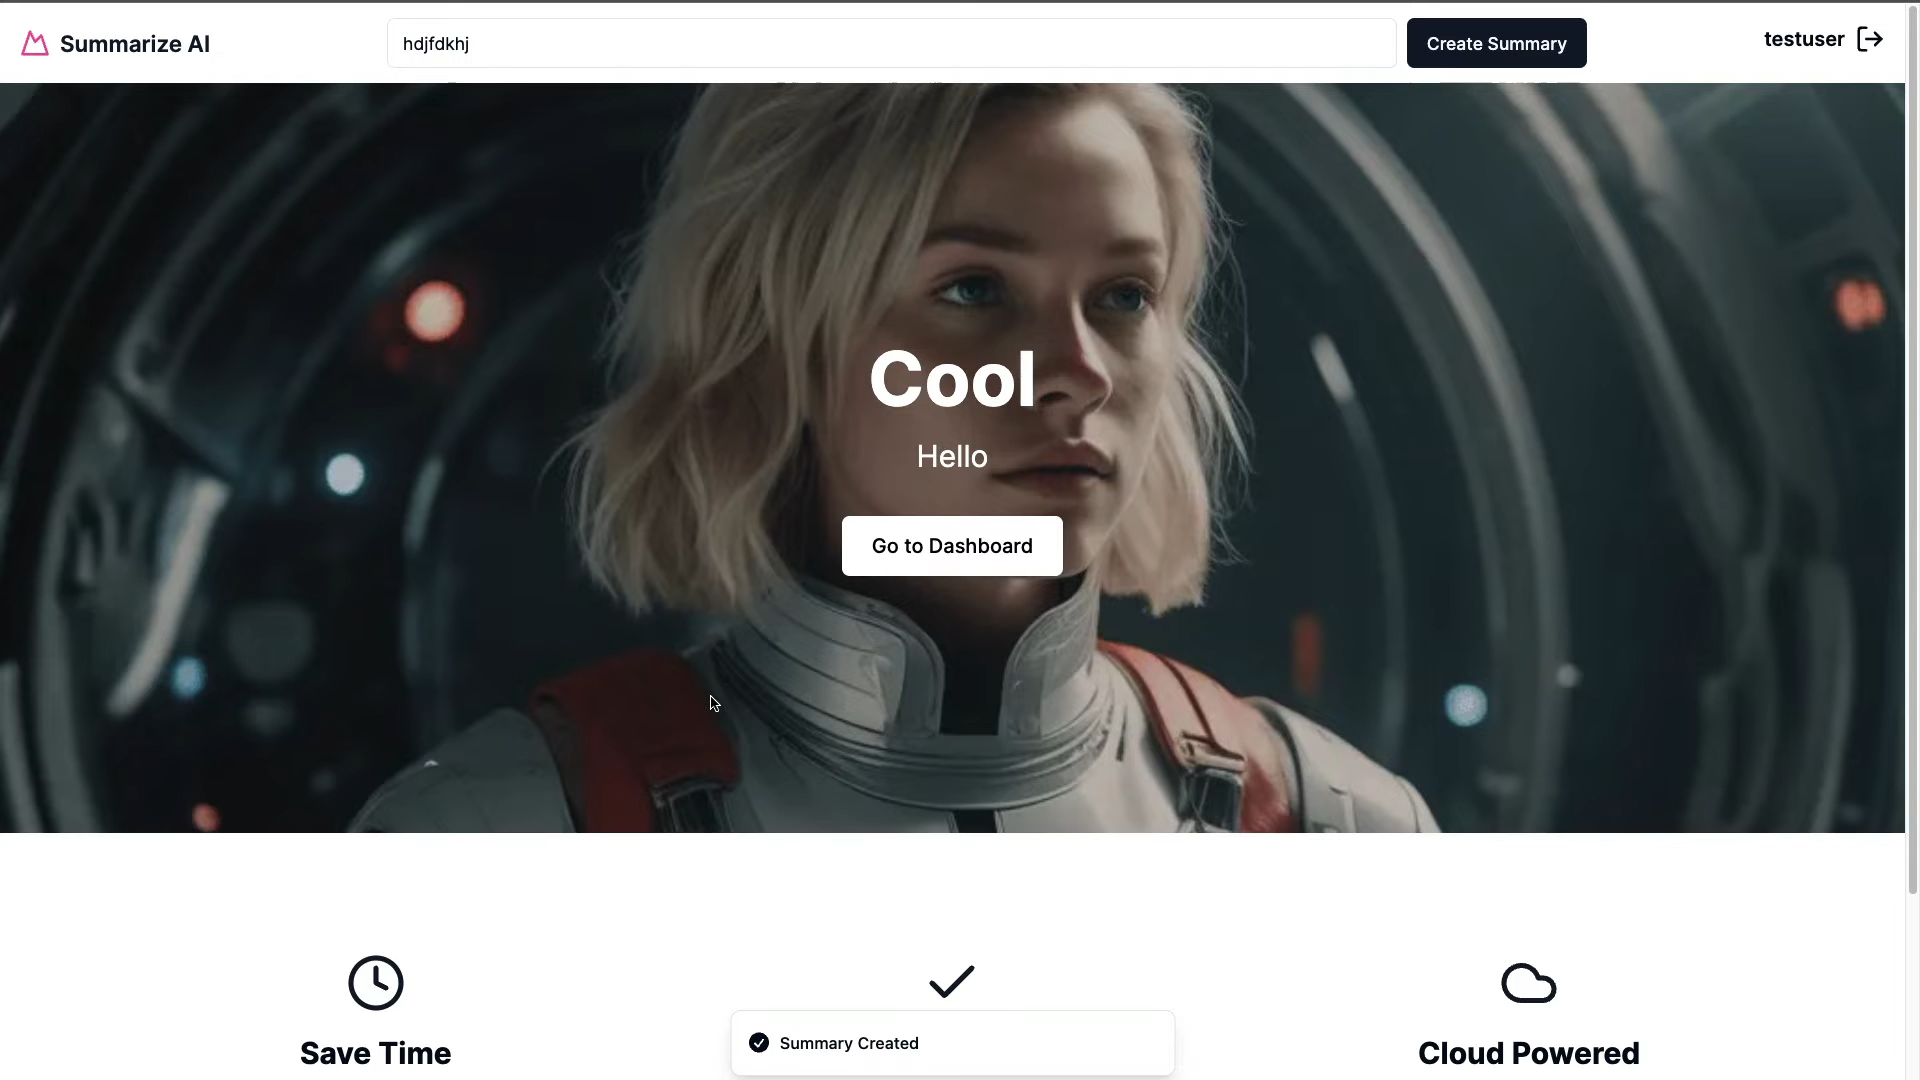 Summarize AI
hdjfdkhj
Create Summary
testuser
Cool
Hello
Go to Dashboard
Save Time
Summary Created
Cloud Powered